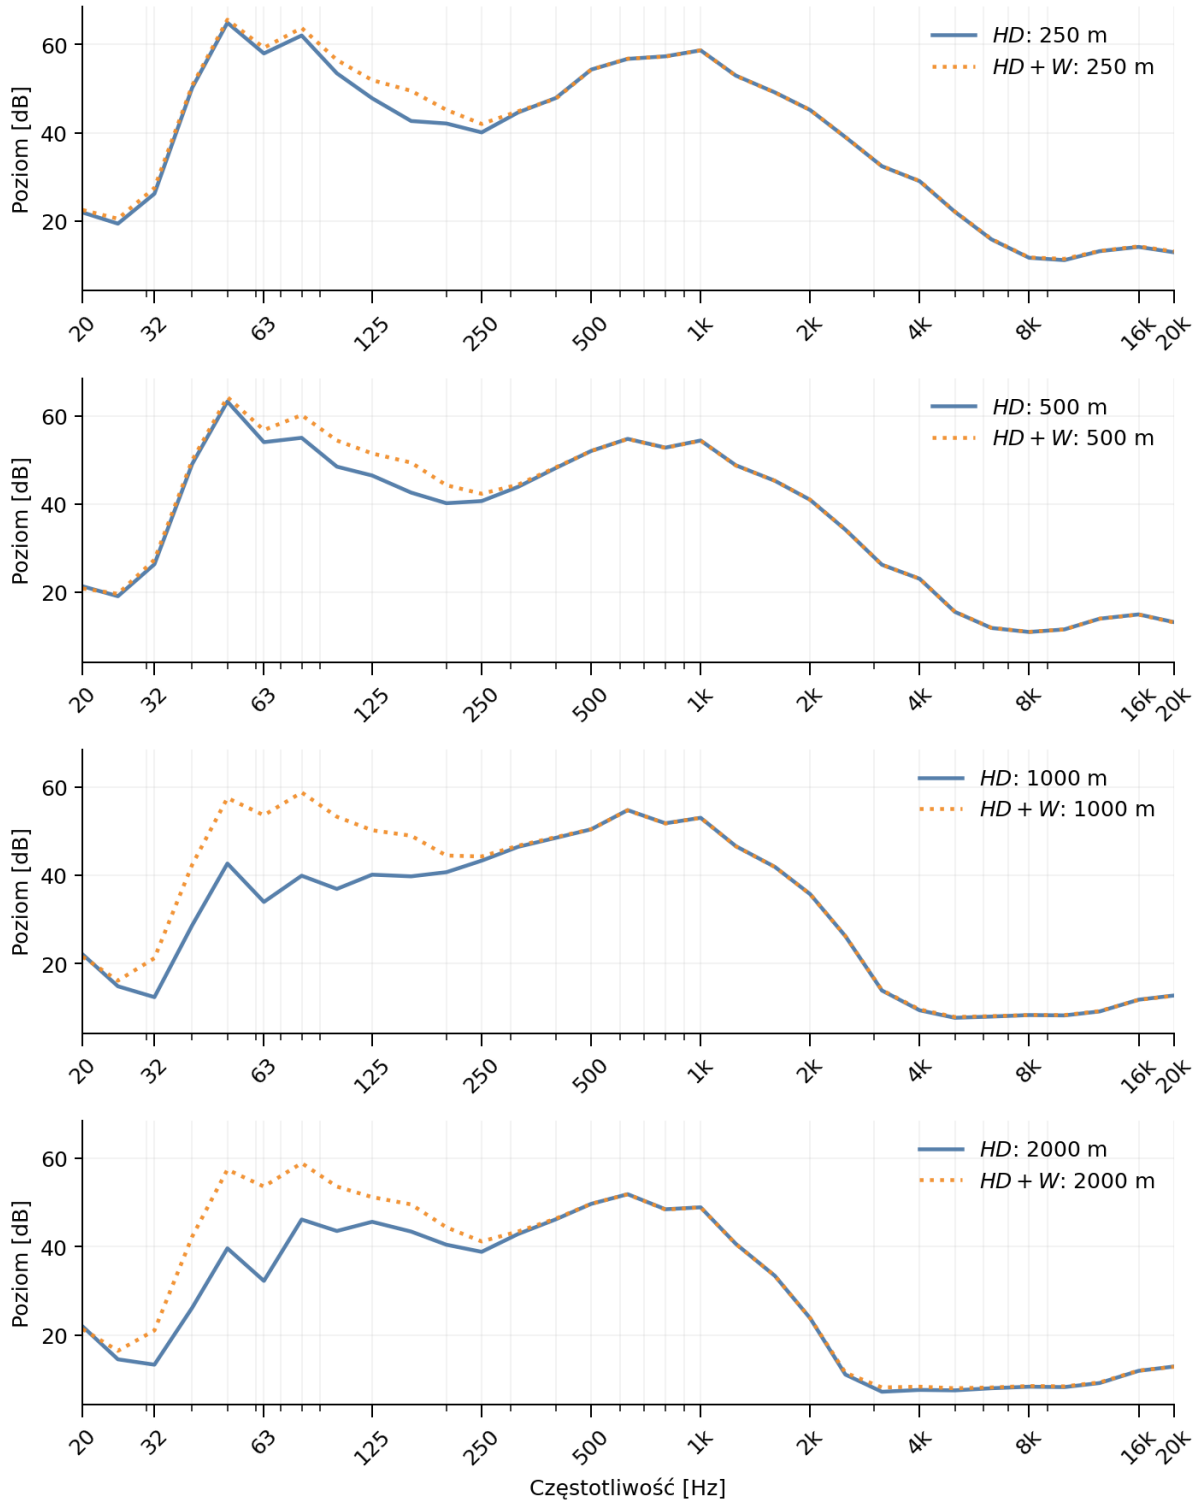 60
40
20
Poziom [dB]
HD: 250 m
HD + W: 250 m
20 32 63 125 250 500 1k 2k 4k 8k 16k 20k
60
40
20
Poziom [dB]
HD: 500 m
HD + W: 500 m
20 32 63 125 250 500 1k 2k 4k 8k 16k 20k
60
40
20
Poziom [dB]
HD: 1000 m
HD + W: 1000 m
20 32 63 125 250 500 1k 2k 4k 8k 16k 20k
60
40
20
Poziom [dB]
HD: 2000 m
HD + W: 2000 m
20 32 63 125 250 500 1k 2k 4k 8k 16k 20k
Częstotliwość [Hz]